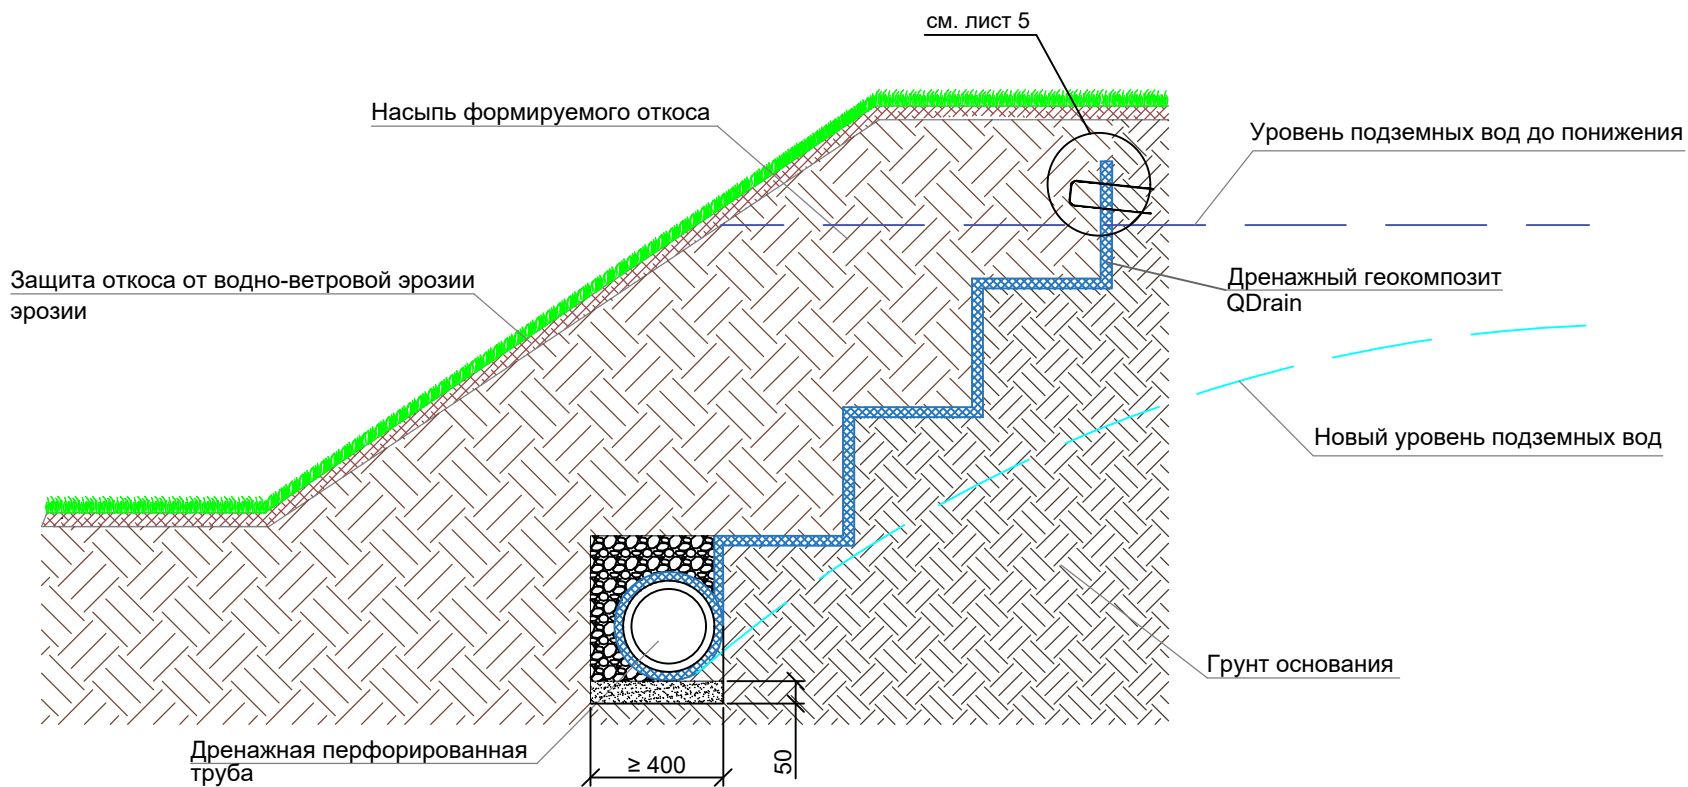 см. лист 5
Насыпь формируемого откоса
Уровень подземных вод до понижения
Защита откоса от водно-ветровой эрозии
эрозии
Дренажный геокомпозит
QDrain
Новый уровень подземных вод
Грунт основания
Дренажная перфорированная
труба
≥ 400
50